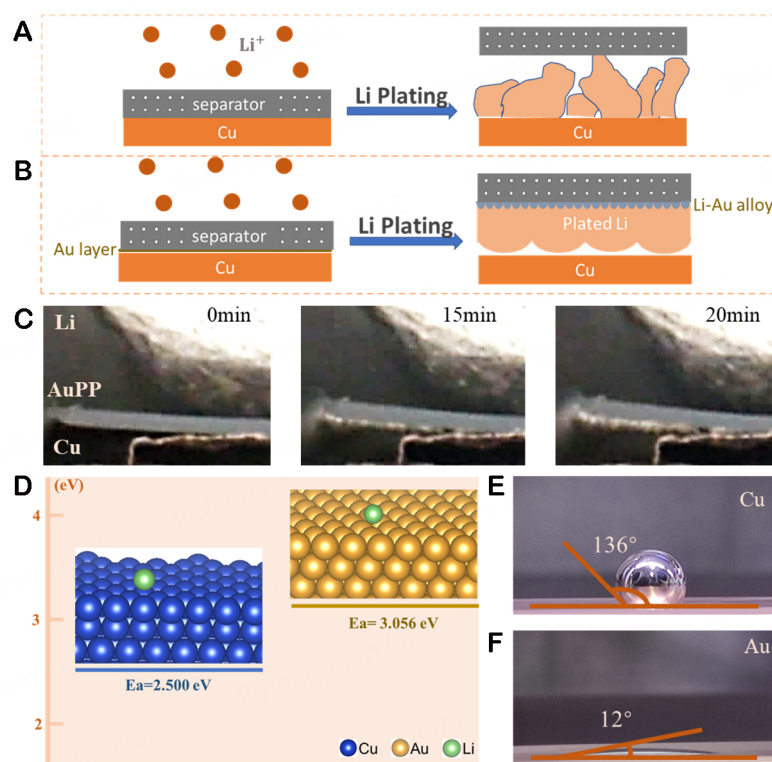 A
Li⁺
separator
Cu
Li Plating
Cu
B
Au layer
separator
Cu
Li Plating
Li-Au alloy
Plated Li
Cu
C
Li
AuPP
Cu
0min
15min
20min
D
(eV)
4
3
2
Ea=2.500 eV
Ea= 3.056 eV
Cu Au Li
E
Cu
136°
F
Au
12°